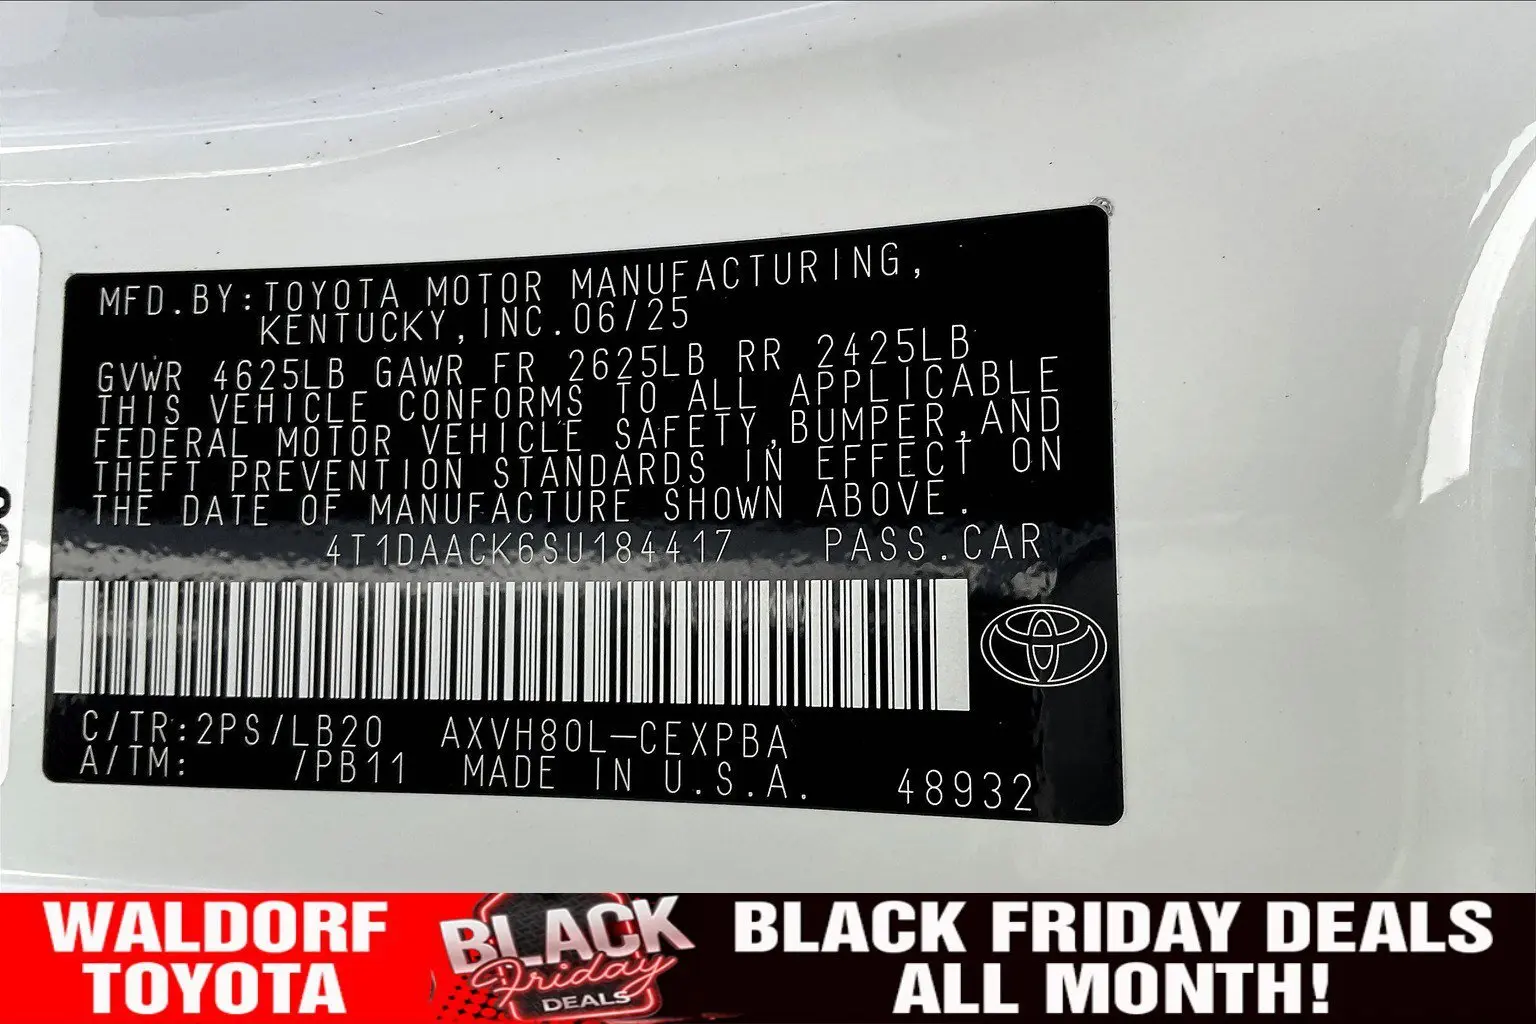 MFD.BY:TOYOTA MOTOR MANUFACTURING,
KENTUCKY,INC.06/25
GVWR 4625LB GAWR FR 2625LB RR 2425LB
THIS VEHICLE CONFORMS TO ALL APPLICABLE
FEDERAL MOTOR VEHICLE SAFETY,BUMPER,AND
THEFT PREVENTION STANDARDS IN EFFECT ON
THE DATE OF MANUFACTURE SHOWN ABOVE.
4T1DAACK6SU184417 PASS.CAR
C/TR:2PS/LB20 AXVH80L-CEXPBA
A/TM: /PB11 MADE IN U.S.A. 48932
WALDORF
TOYOTA
BLACK
Friday
DEALS
BLACK FRIDAY DEALS
ALL MONTH!